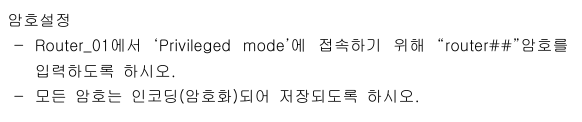 암호설정
- Router_01에서 ‘Privileged mode’에 접속하기 위해 “router##”암호를
입력하도록 하시오.
- 모든 암호는 인코딩(암호화)되어 저장되도록 하시오.